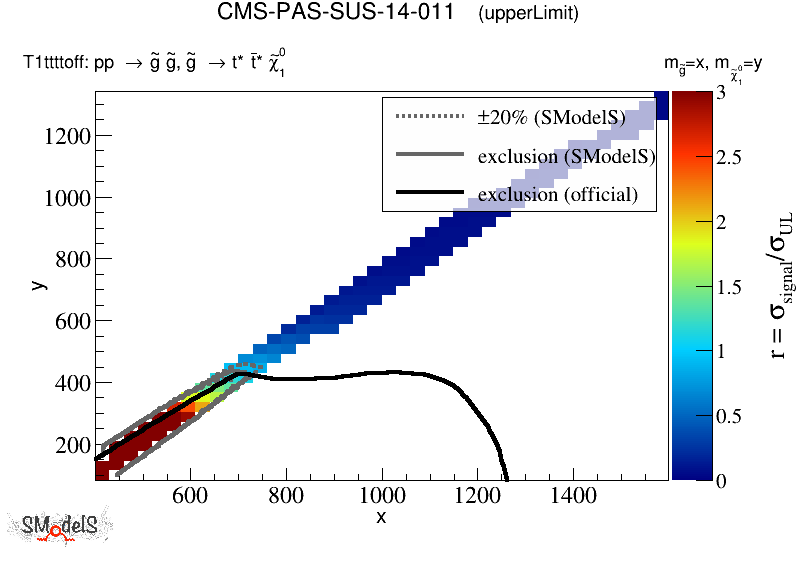 CMS-PAS-SUS-14-011 (upperLimit)
T1ttttoff: pp → g̃ g̃, g̃ → t* t̄* χ̃₁⁰
m_g̃=x, m_χ̃₁⁰=y
±20% (SModelS)
exclusion (SModelS)
exclusion (official)
1200
1000
800
600
400
200
y
600 800 1000 1200 1400
x
3
2.5
2
1.5
1
0.5
0
r = σ_signal/σ_UL
SModelS